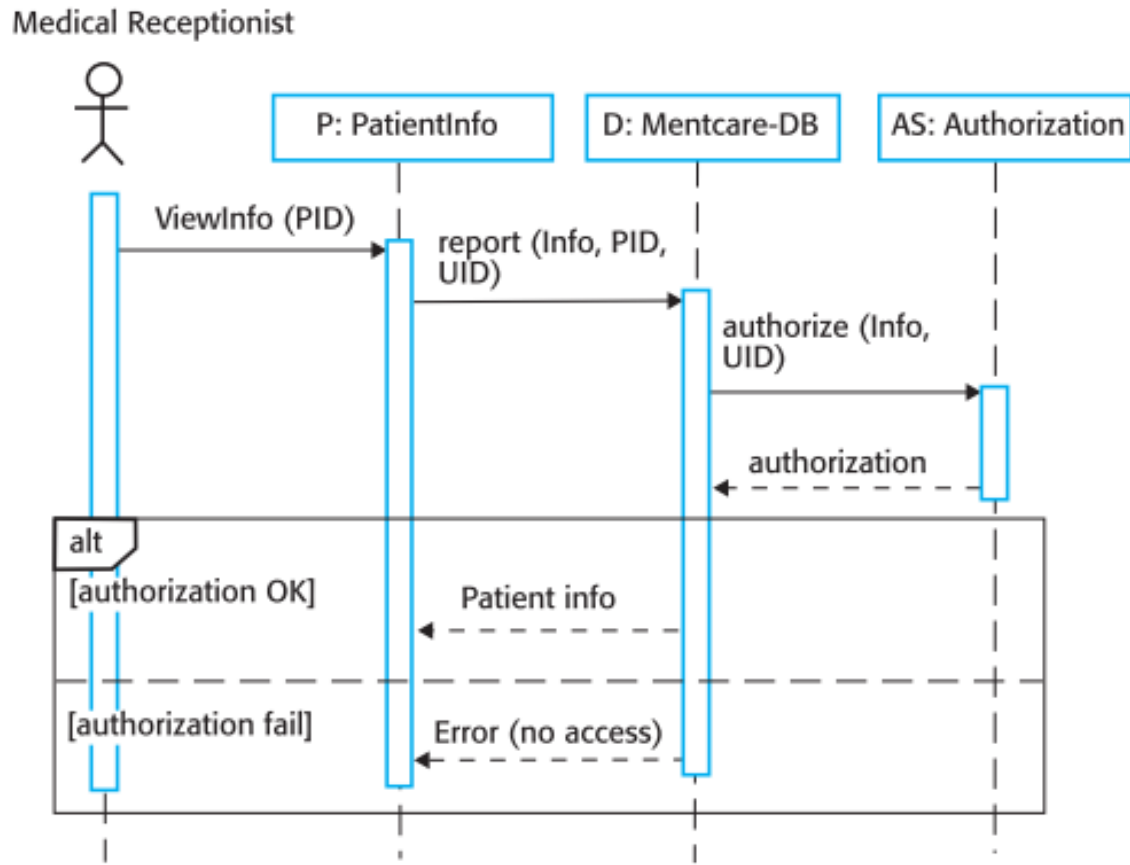 Medical Receptionist
P: PatientInfo
D: Mentcare-DB
AS: Authorization
ViewInfo (PID)
report (Info, PID,
UID)
authorize (Info,
UID)
authorization
alt
[authorization OK]
Patient info
[authorization fail]
Error (no access)